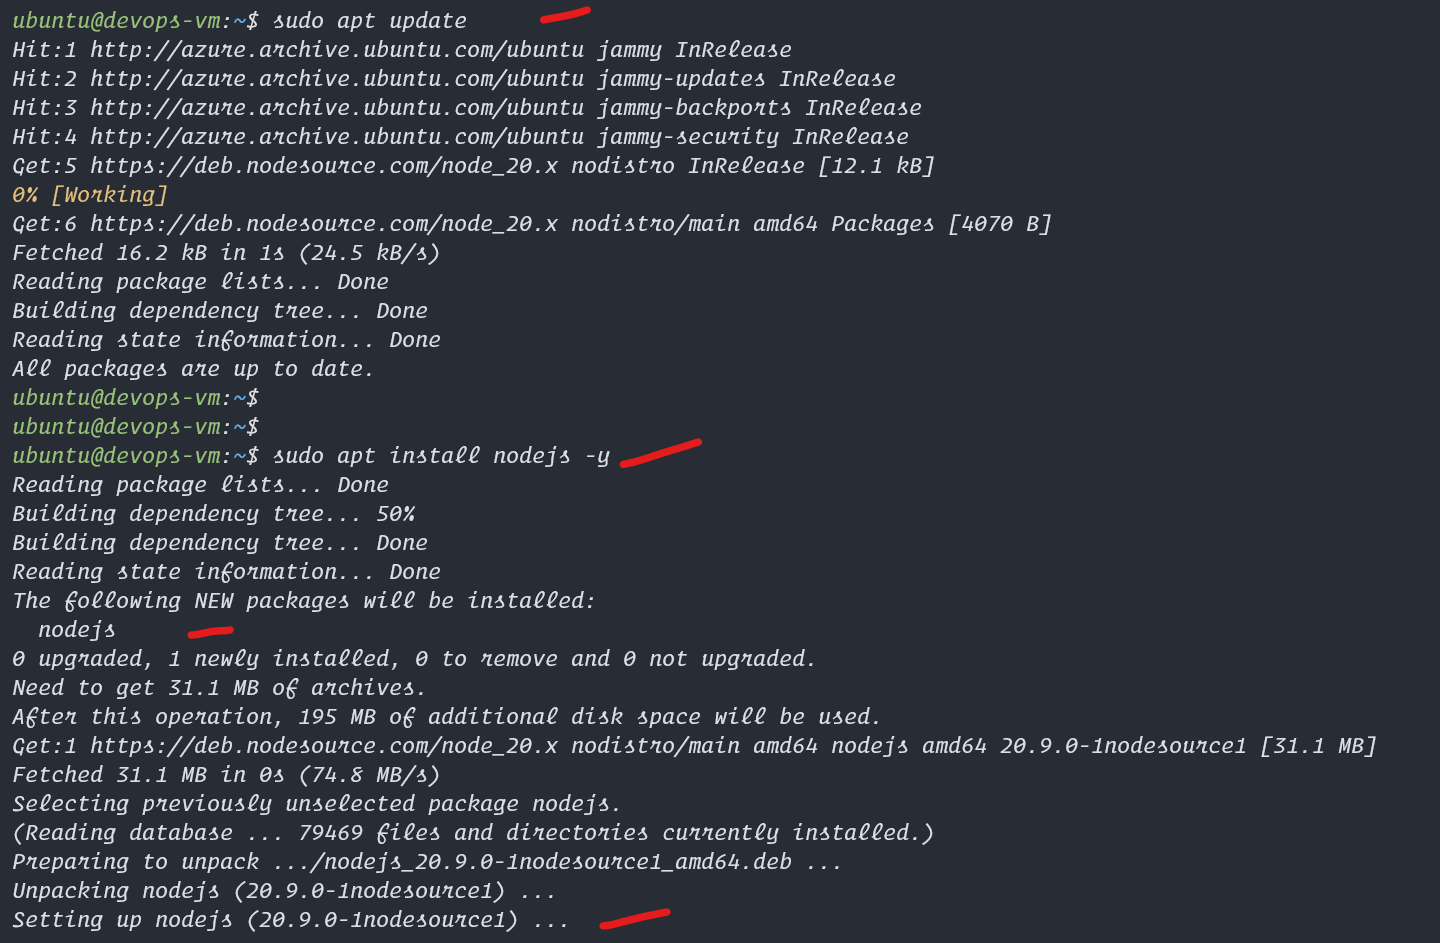 ubuntu@devops-vm:~$ sudo apt update
Hit:1 http://azure.archive.ubuntu.com/ubuntu jammy InRelease
Hit:2 http://azure.archive.ubuntu.com/ubuntu jammy-updates InRelease
Hit:3 http://azure.archive.ubuntu.com/ubuntu jammy-backports InRelease
Hit:4 http://azure.archive.ubuntu.com/ubuntu jammy-security InRelease
Get:5 https://deb.nodesource.com/node_20.x nodistro InRelease [12.1 kB]
0% [Working]
Get:6 https://deb.nodesource.com/node_20.x nodistro/main amd64 Packages [4070 B]
Fetched 16.2 kB in 1s (24.5 kB/s)
Reading package lists... Done
Building dependency tree... Done
Reading state information... Done
All packages are up to date.
ubuntu@devops-vm:~$
ubuntu@devops-vm:~$
ubuntu@devops-vm:~$ sudo apt install nodejs -y
Reading package lists... Done
Building dependency tree... 50%
Building dependency tree... Done
Reading state information... Done
The following NEW packages will be installed:
  nodejs
0 upgraded, 1 newly installed, 0 to remove and 0 not upgraded.
Need to get 31.1 MB of archives.
After this operation, 195 MB of additional disk space will be used.
Get:1 https://deb.nodesource.com/node_20.x nodistro/main amd64 nodejs amd64 20.9.0-1nodesource1 [31.1 MB]
Fetched 31.1 MB in 0s (74.8 MB/s)
Selecting previously unselected package nodejs.
(Reading database ... 79469 files and directories currently installed.)
Preparing to unpack .../nodejs_20.9.0-1nodesource1_amd64.deb ...
Unpacking nodejs (20.9.0-1nodesource1) ...
Setting up nodejs (20.9.0-1nodesource1) ...